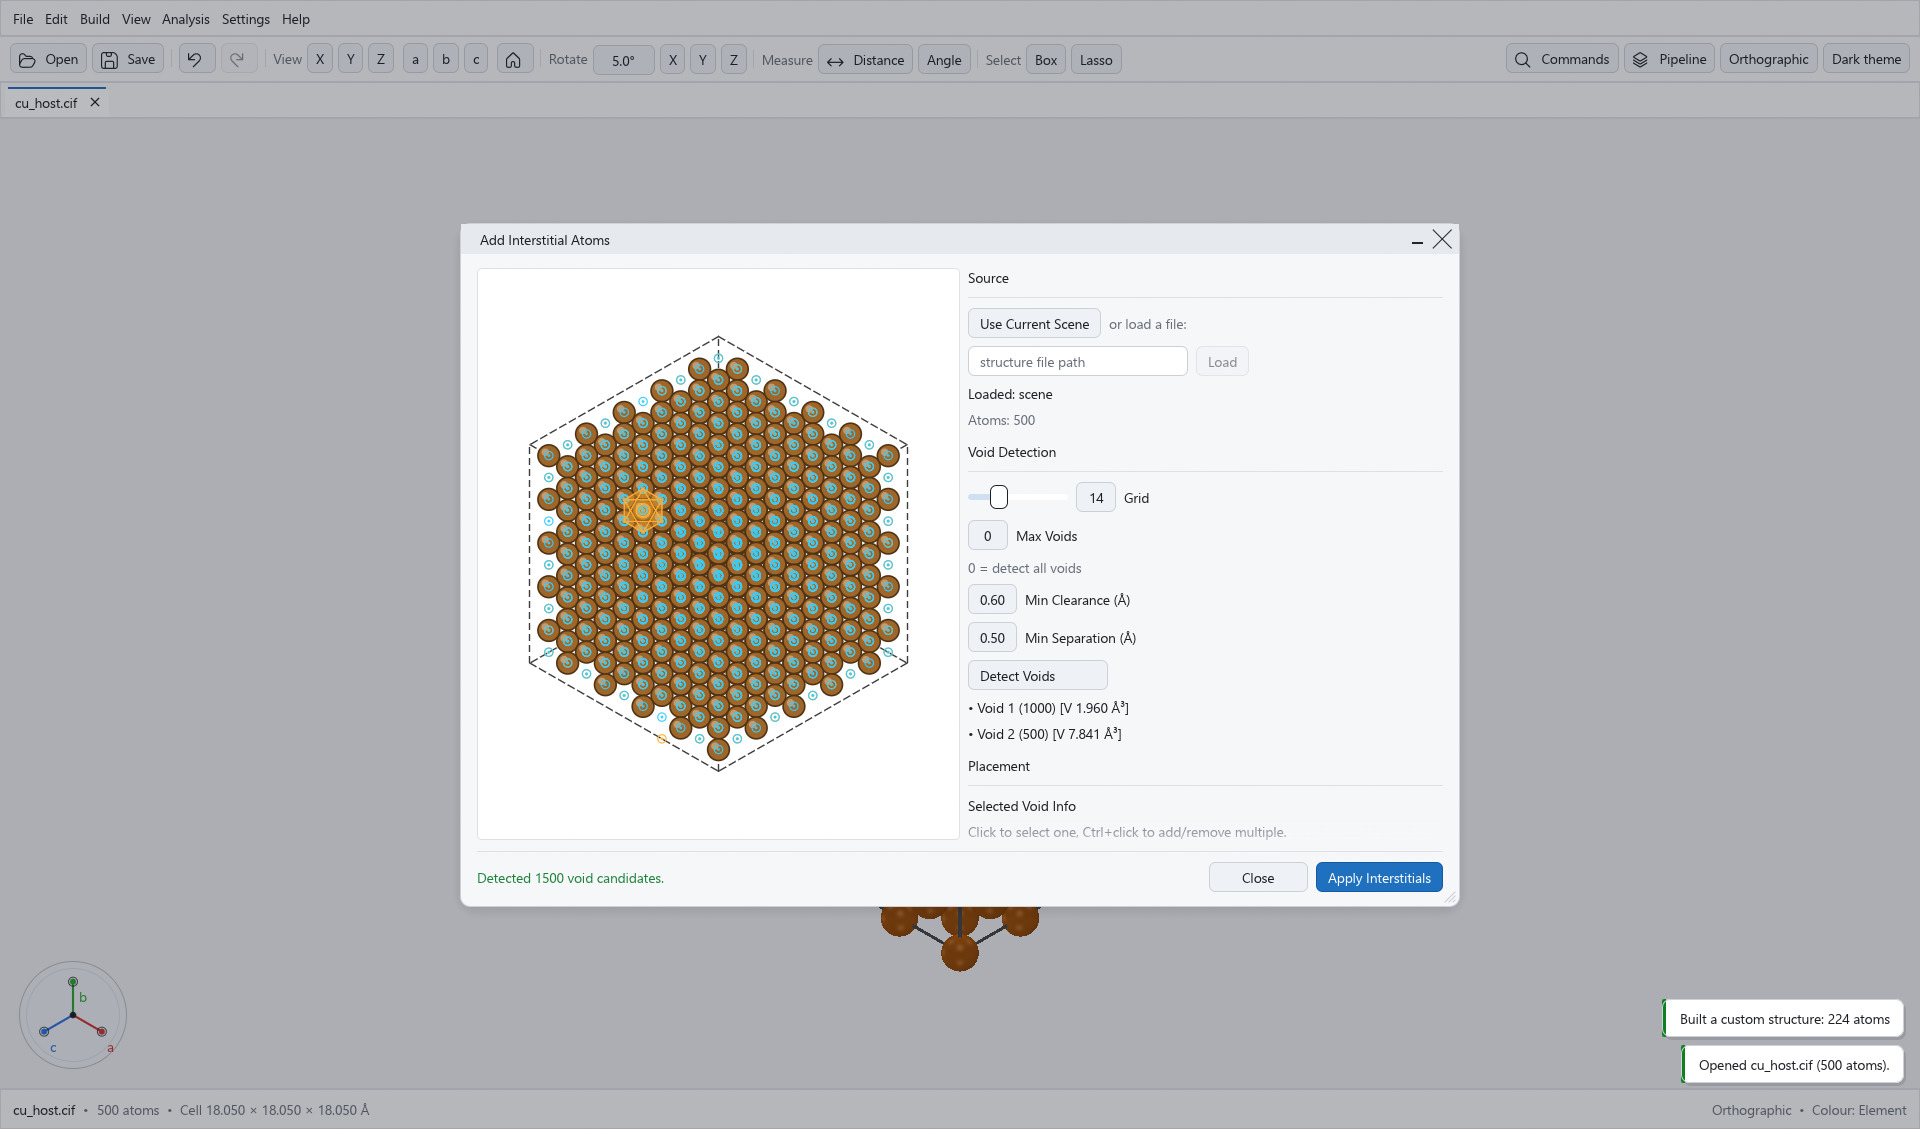 File Edit Build View Analysis Settings Help
Open Save View X Y Z a b c Rotate 5.0° X Y Z Measure Distance Angle Select Box Lasso Commands Pipeline Orthographic Dark theme
cu_host.cif
Add Interstitial Atoms
Source
Use Current Scene or load a file:
structure file path Load
Loaded: scene
Atoms: 500
Void Detection
14 Grid
0 Max Voids
0 = detect all voids
0.60 Min Clearance (Å)
0.50 Min Separation (Å)
Detect Voids
• Void 1 (1000) [V 1.960 Å³]
• Void 2 (500) [V 7.841 Å³]
Placement
Selected Void Info
Click to select one, Ctrl+click to add/remove multiple.
Detected 1500 void candidates.
Close Apply Interstitials
b
c a
Built a custom structure: 224 atoms
Opened cu_host.cif (500 atoms).
cu_host.cif • 500 atoms • Cell 18.050 × 18.050 × 18.050 Å Orthographic • Colour: Element